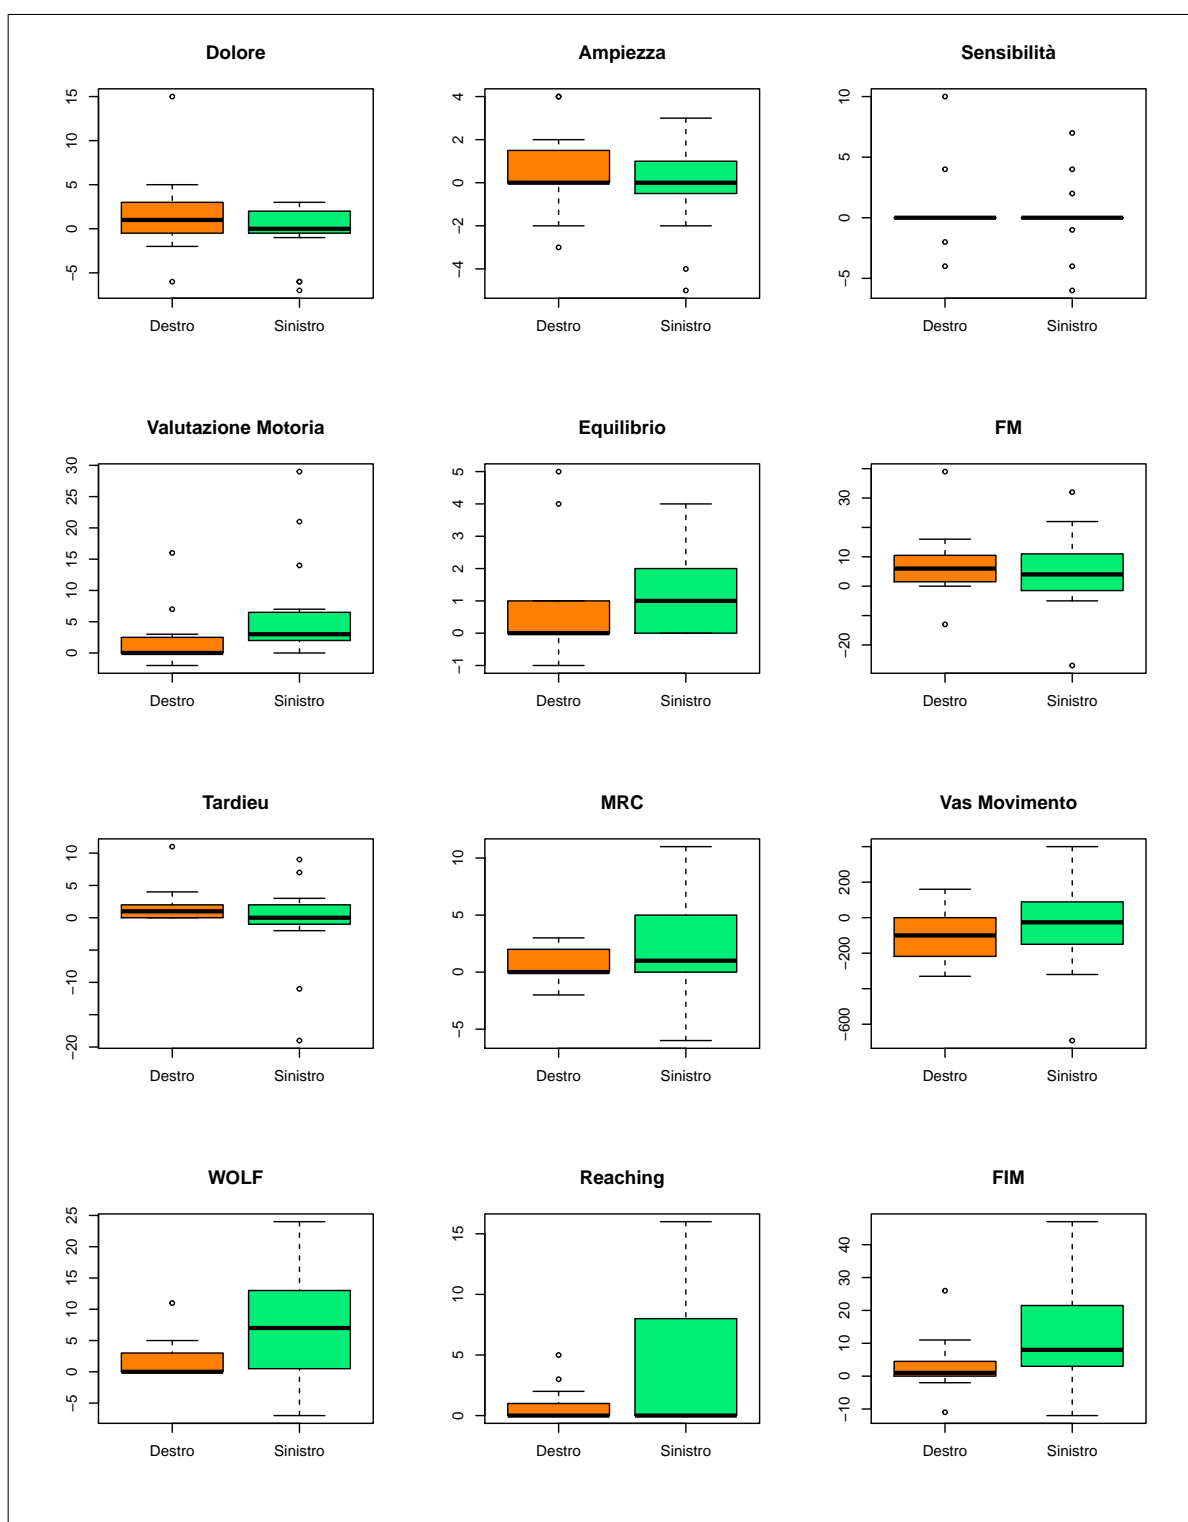 Dolore Ampiezza Sensibilità
15 10 5 0 −5
4 2 0 −2 −4
10 5 0 −5
Destro Sinistro Destro Sinistro Destro Sinistro
Valutazione Motoria Equilibrio FM
30 25 20 15 10 5 0
5 4 3 2 1 0 −1
30 10 0 −20
Destro Sinistro Destro Sinistro Destro Sinistro
Tardieu MRC Vas Movimento
10 5 0 −10 −20
10 5 0 −5
200 0 −200 −600
Destro Sinistro Destro Sinistro Destro Sinistro
WOLF Reaching FIM
25 20 15 10 5 0 −5
15 10 5 0
40 30 20 10 0 −10
Destro Sinistro Destro Sinistro Destro Sinistro